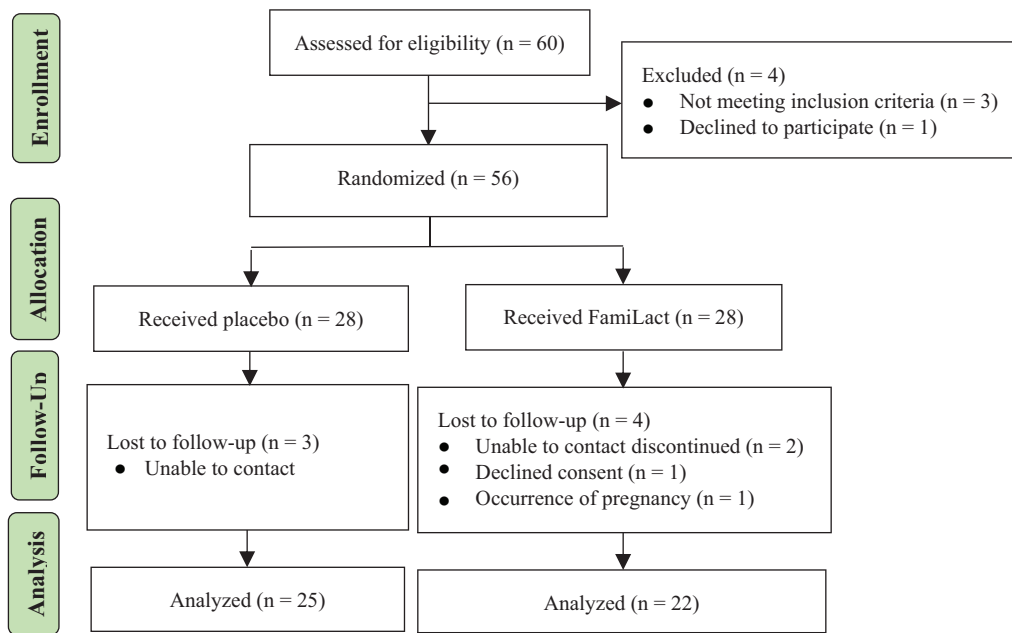 Enrollment
Assessed for eligibility (n = 60)
Excluded (n = 4)
● Not meeting inclusion criteria (n = 3)
● Declined to participate (n = 1)
Randomized (n = 56)
Allocation
Received placebo (n = 28)
Received FamiLact (n = 28)
Follow-Up
Lost to follow-up (n = 3)
● Unable to contact
Lost to follow-up (n = 4)
● Unable to contact discontinued (n = 2)
● Declined consent (n = 1)
● Occurrence of pregnancy (n = 1)
Analysis
Analyzed (n = 25)
Analyzed (n = 22)